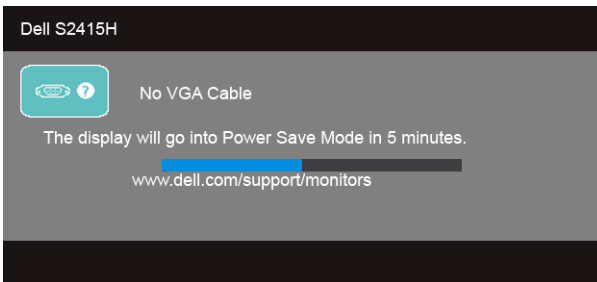 Dell S2415H
?
No VGA Cable
The display will go into Power Save Mode in 5 minutes.
www.dell.com/support/monitors